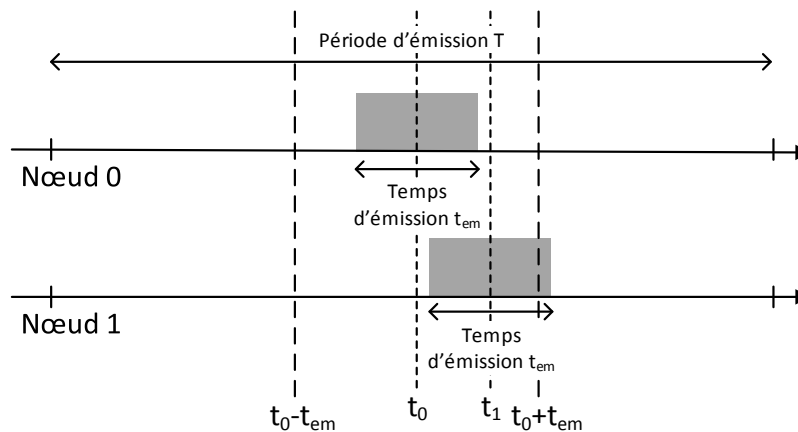 Période d'émission T
Nœud 0
Temps
d'émission tem
Nœud 1
Temps
d'émission tem
t0-tem
t0
t1
t0+tem